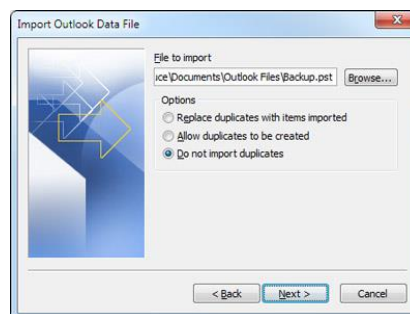 Import Outlook Data File
File to import
ice\Documents\Outlook Files\Backup.pst
Browse...
Options
Replace duplicates with items imported
Allow duplicates to be created
Do not import duplicates
< Back
Next >
Cancel